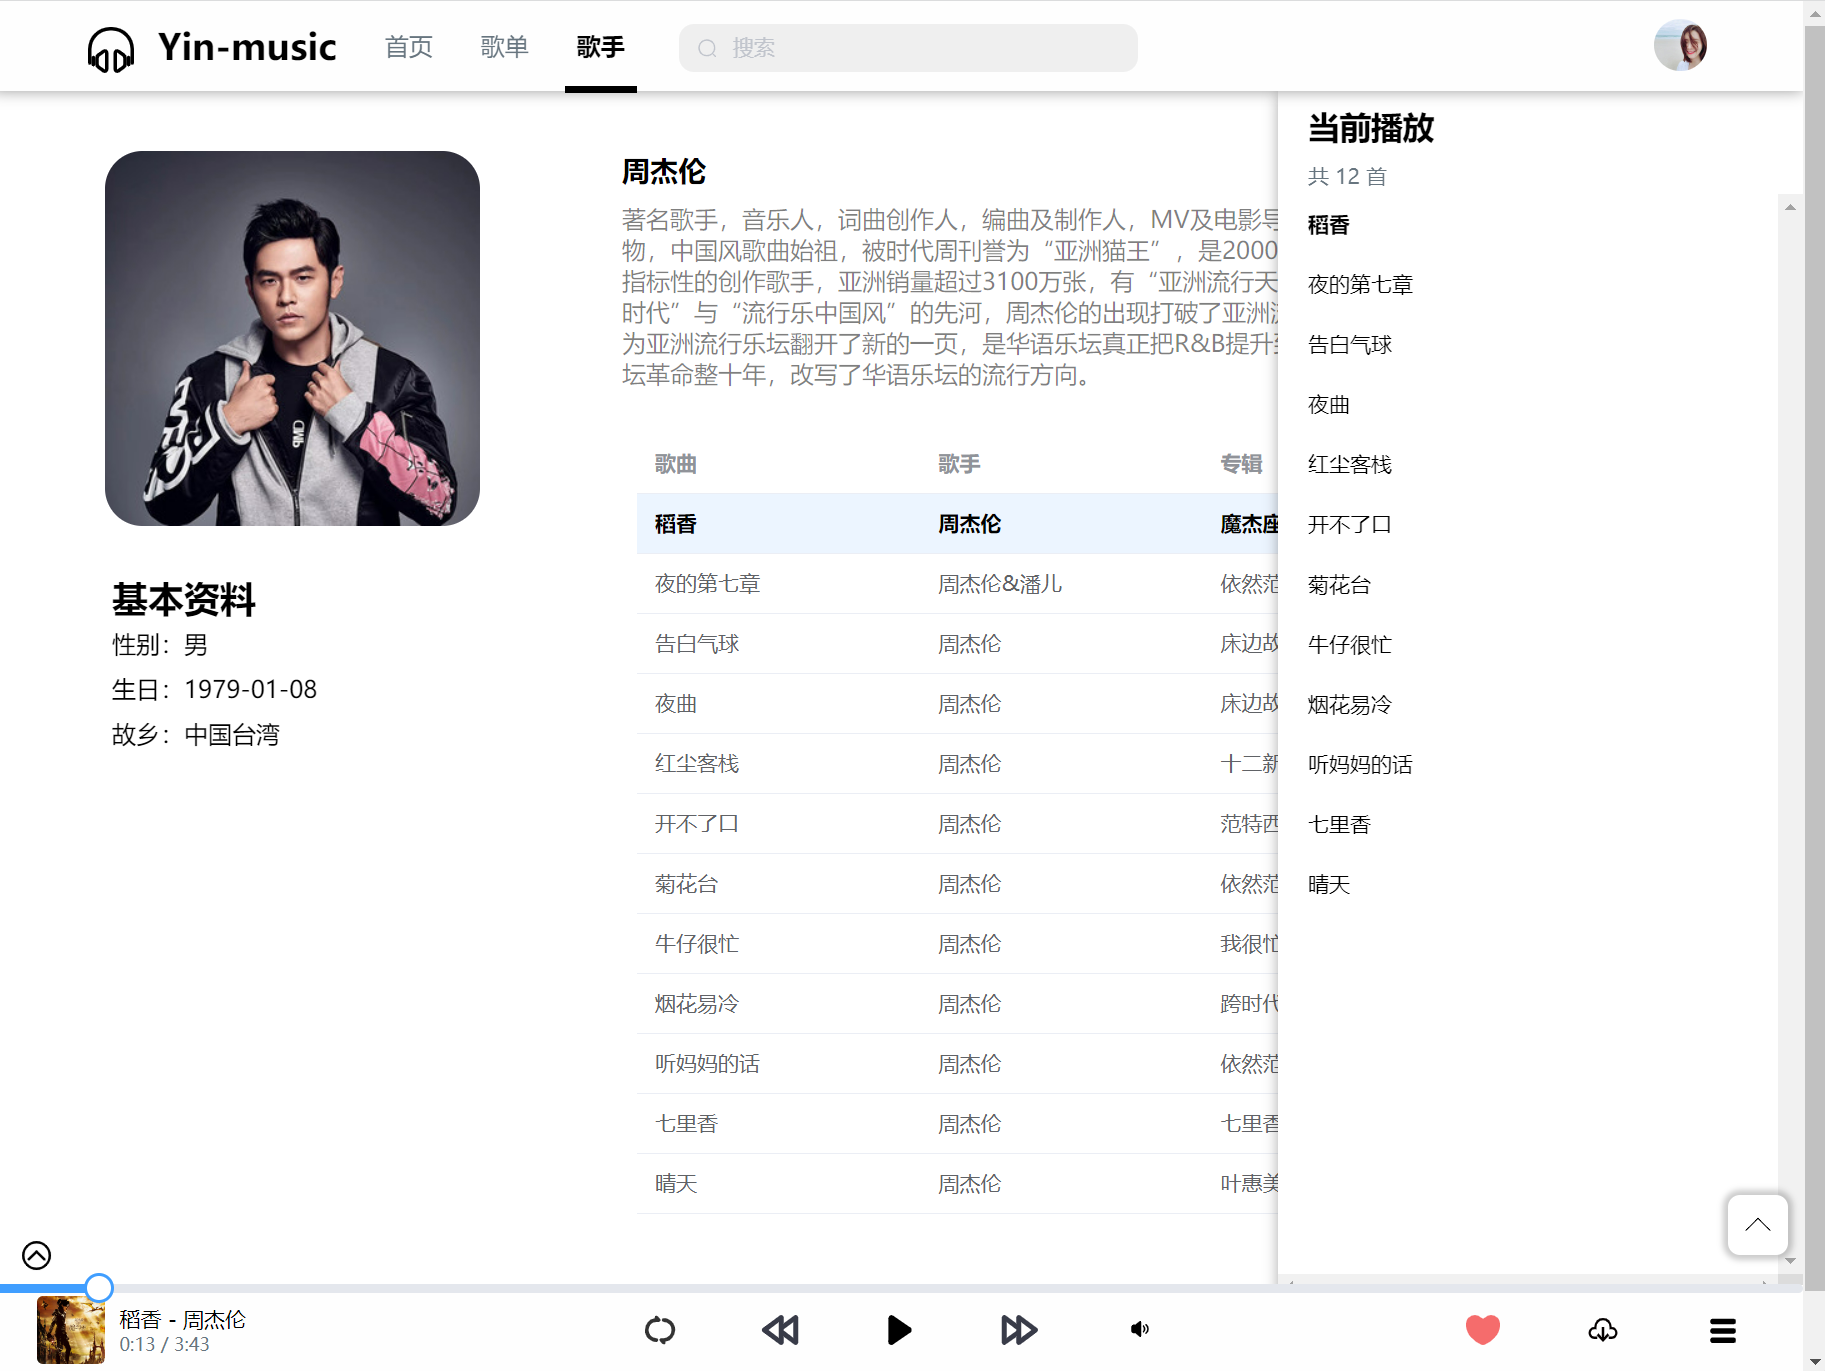 Yin-music 首页 歌单 歌手 搜索
周杰伦
著名歌手，音乐人，词曲创作人，编曲及制作人，MV及电影导
物，中国风歌曲始祖，被时代周刊誉为“亚洲猫王”，是2000
指标性的创作歌手，亚洲销量超过3100万张，有“亚洲流行天
时代”与“流行乐中国风”的先河，周杰伦的出现打破了亚洲流
为亚洲流行乐坛翻开了新的一页，是华语乐坛真正把R&B提升到
坛革命整十年，改写了华语乐坛的流行方向。
基本资料
性别：男
生日：1979-01-08
故乡：中国台湾
歌曲 歌手 专辑
稻香 周杰伦 魔杰座
夜的第七章 周杰伦&潘儿 依然范
告白气球 周杰伦 床边故
夜曲 周杰伦 床边故
红尘客栈 周杰伦 十二新
开不了口 周杰伦 范特西
菊花台 周杰伦 依然范
牛仔很忙 周杰伦 我很忙
烟花易冷 周杰伦 跨时代
听妈妈的话 周杰伦 依然范
七里香 周杰伦 七里香
晴天 周杰伦 叶惠美
当前播放
共 12 首
稻香
夜的第七章
告白气球
夜曲
红尘客栈
开不了口
菊花台
牛仔很忙
烟花易冷
听妈妈的话
七里香
晴天
稻香 - 周杰伦
0:13 / 3:43